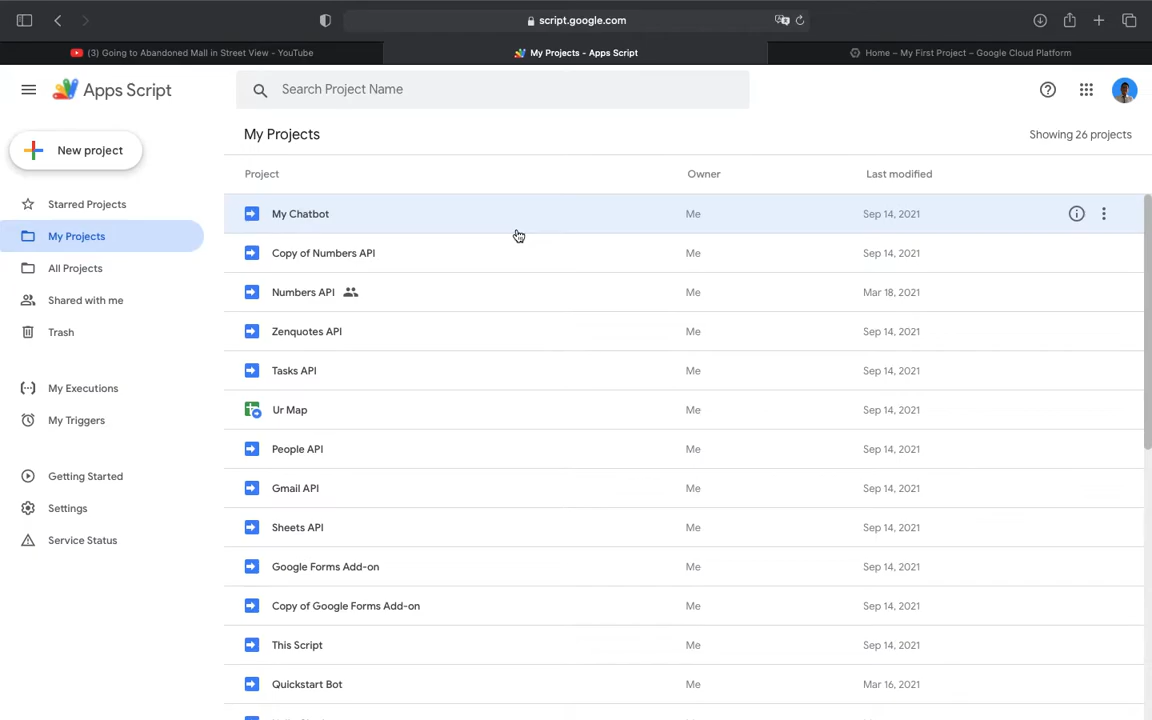 script.google.com
(3) Going to Abandoned Mall in Street View - YouTube
My Projects - Apps Script
Home – My First Project – Google Cloud Platform
Apps Script
Search Project Name
New project
My Projects
Showing 26 projects
Project Owner Last modified
Starred Projects
My Projects
All Projects
Shared with me
Trash
My Executions
My Triggers
Getting Started
Settings
Service Status
My Chatbot Me Sep 14, 2021
Copy of Numbers API Me Sep 14, 2021
Numbers API Me Mar 18, 2021
Zenquotes API Me Sep 14, 2021
Tasks API Me Sep 14, 2021
Ur Map Me Sep 14, 2021
People API Me Sep 14, 2021
Gmail API Me Sep 14, 2021
Sheets API Me Sep 14, 2021
Google Forms Add-on Me Sep 14, 2021
Copy of Google Forms Add-on Me Sep 14, 2021
This Script Me Sep 14, 2021
Quickstart Bot Me Mar 16, 2021